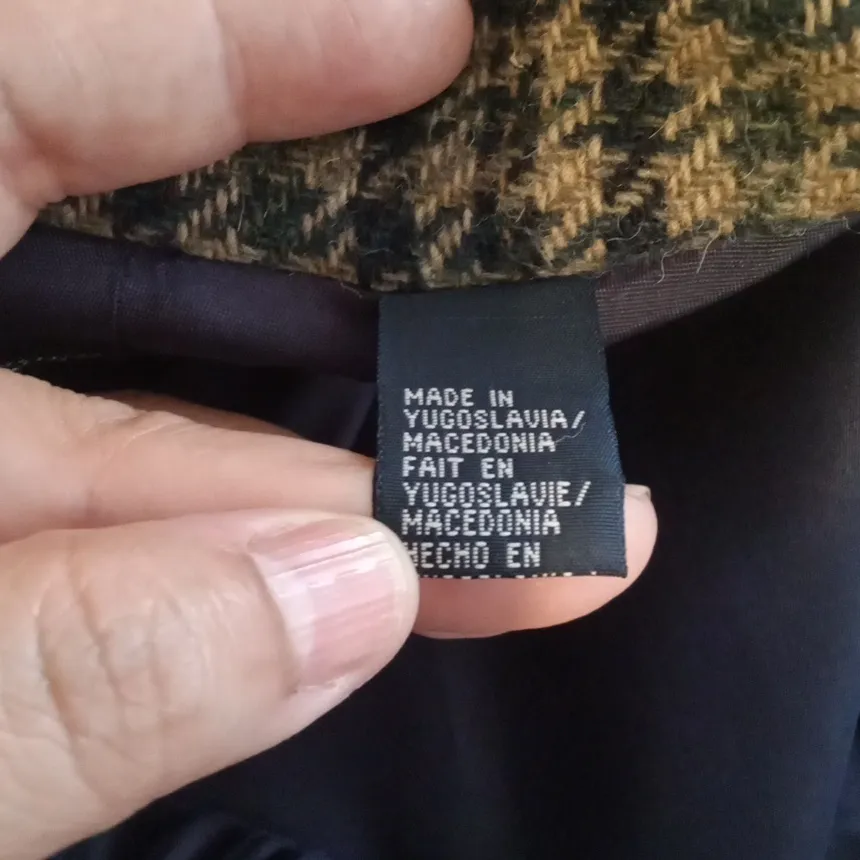 MADE IN
YUGOSLAVIA/
MACEDONIA
FAIT EN
YUGOSLAVIE/
MACEDONIA
HECHO EN